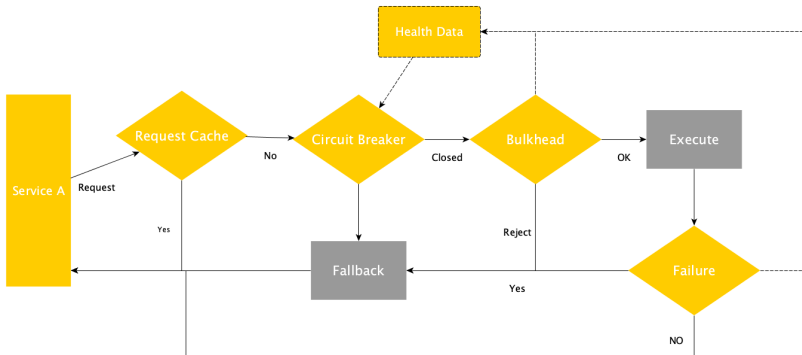 Health Data
Request Cache
Circuit Breaker
Bulkhead
Execute
No
Closed
OK
Service A
Request
Yes
Reject
Fallback
Failure
Yes
NO